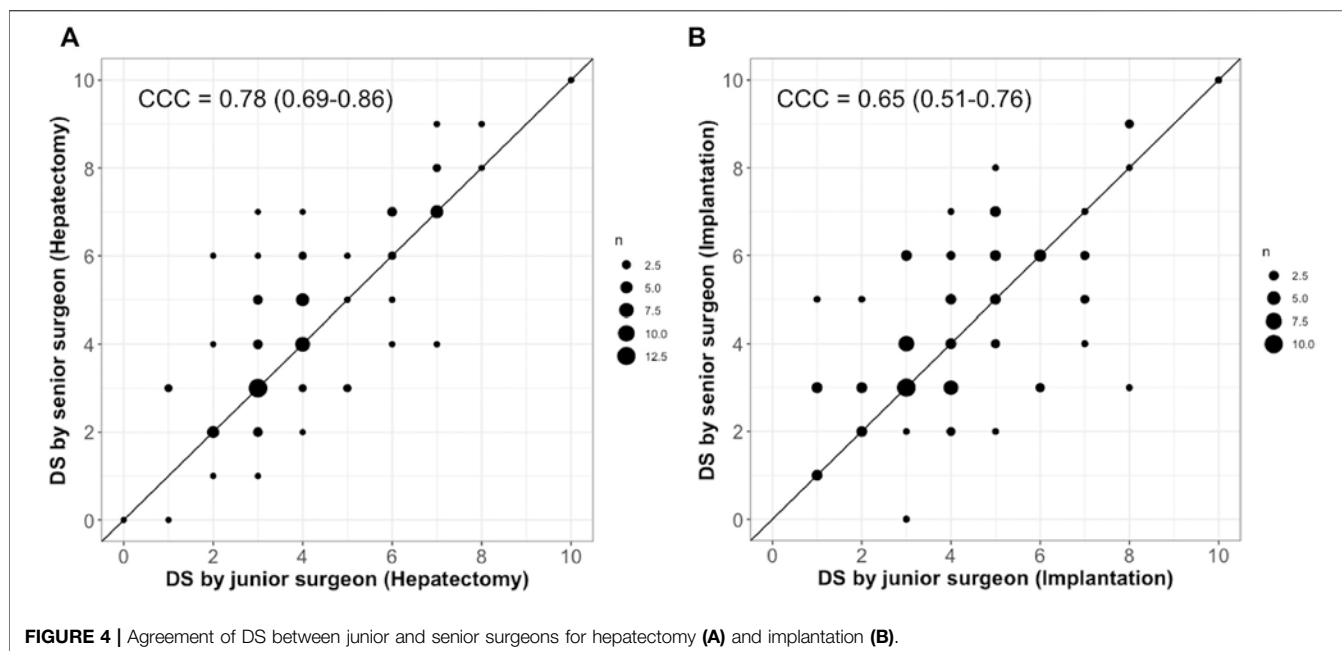 A
CCC = 0.78 (0.69-0.86)
DS by senior surgeon (Hepatectomy)
10
8
6
4
2
0
0 2 4 6 8 10
DS by junior surgeon (Hepatectomy)
n
2.5
5.0
7.5
10.0
12.5
B
CCC = 0.65 (0.51-0.76)
DS by senior surgeon (Implantation)
10
8
6
4
2
0
0 2 4 6 8 10
DS by junior surgeon (Implantation)
n
2.5
5.0
7.5
10.0
FIGURE 4 | Agreement of DS between junior and senior surgeons for hepatectomy (A) and implantation (B).